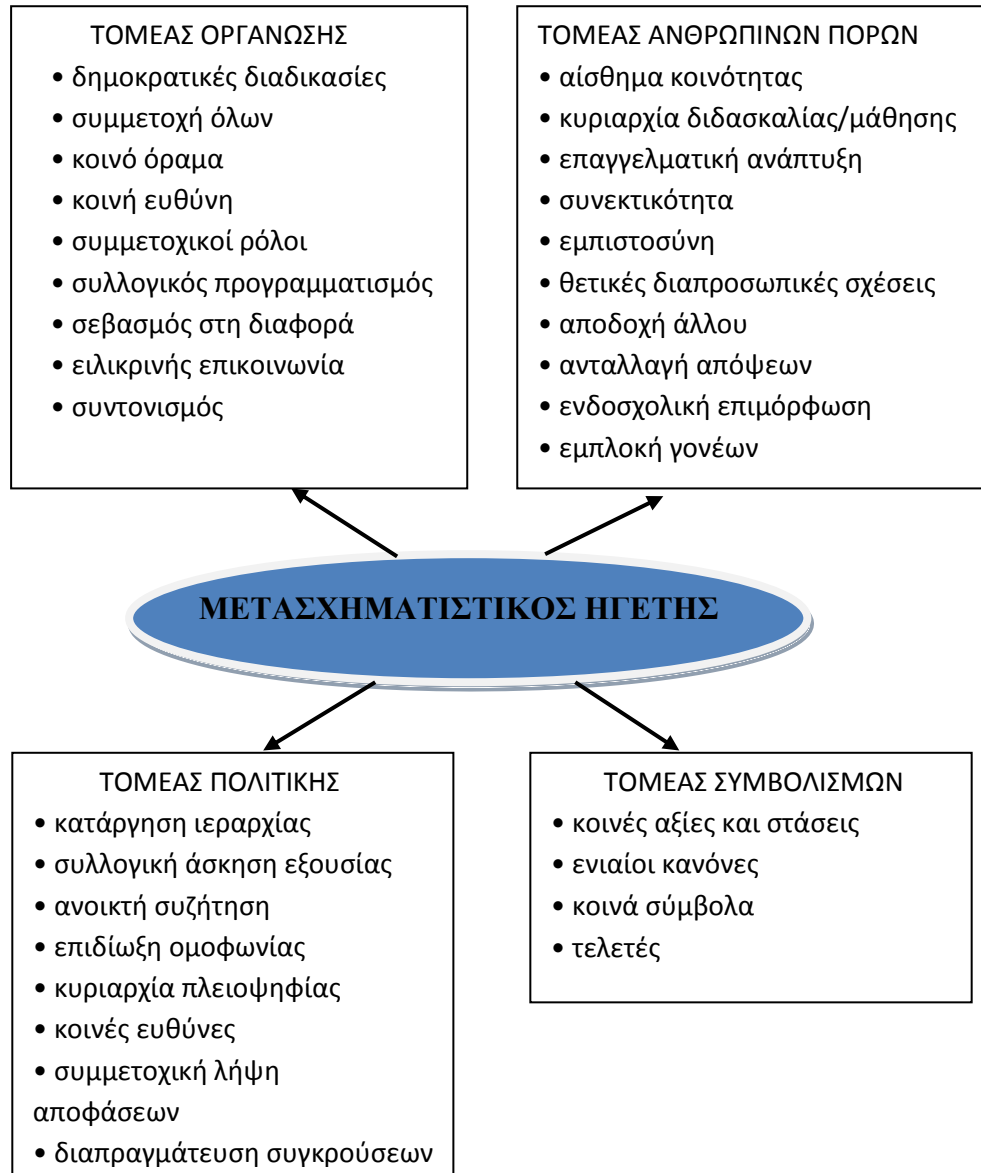 ΤΟΜΕΑΣ ΟΡΓΑΝΩΣΗΣ
• δημοκρατικές διαδικασίες
• συμμετοχή όλων
• κοινό όραμα
• κοινή ευθύνη
• συμμετοχικοί ρόλοι
• συλλογικός προγραμματισμός
• σεβασμός στη διαφορά
• ειλικρινής επικοινωνία
• συντονισμός
ΤΟΜΕΑΣ ΑΝΘΡΩΠΙΝΩΝ ΠΟΡΩΝ
• αίσθημα κοινότητας
• κυριαρχία διδασκαλίας/μάθησης
• επαγγελματική ανάπτυξη
• συνεκτικότητα
• εμπιστοσύνη
• θετικές διαπροσωπικές σχέσεις
• αποδοχή άλλου
• ανταλλαγή απόψεων
• ενδοσχολική επιμόρφωση
• εμπλοκή γονέων
ΜΕΤΑΣΧΗΜΑΤΙΣΤΙΚΟΣ ΗΓΕΤΗΣ
ΤΟΜΕΑΣ ΠΟΛΙΤΙΚΗΣ
• κατάργηση ιεραρχίας
• συλλογική άσκηση εξουσίας
• ανοικτή συζήτηση
• επιδίωξη ομοφωνίας
• κυριαρχία πλειοψηφίας
• κοινές ευθύνες
• συμμετοχική λήψη
αποφάσεων
• διαπραγμάτευση συγκρούσεων
ΤΟΜΕΑΣ ΣΥΜΒΟΛΙΣΜΩΝ
• κοινές αξίες και στάσεις
• ενιαίοι κανόνες
• κοινά σύμβολα
• τελετές